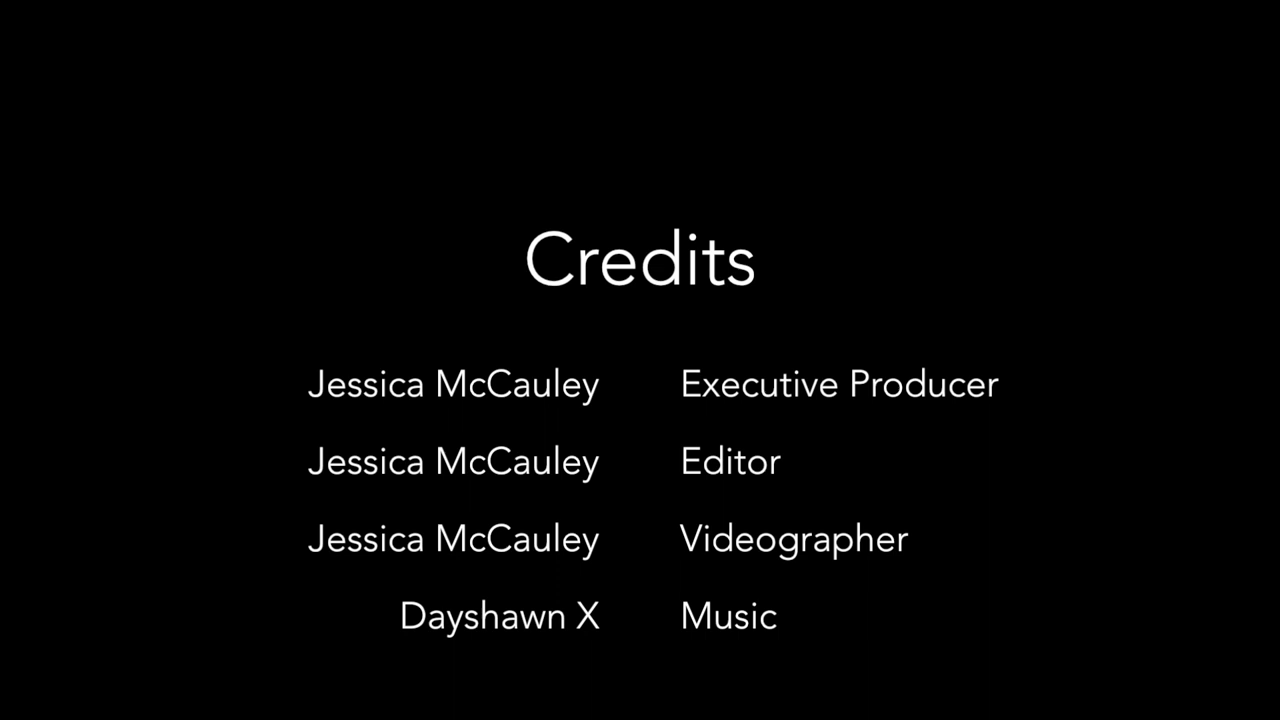 Credits
Jessica McCauley Executive Producer
Jessica McCauley Editor
Jessica McCauley Videographer
Dayshawn X Music